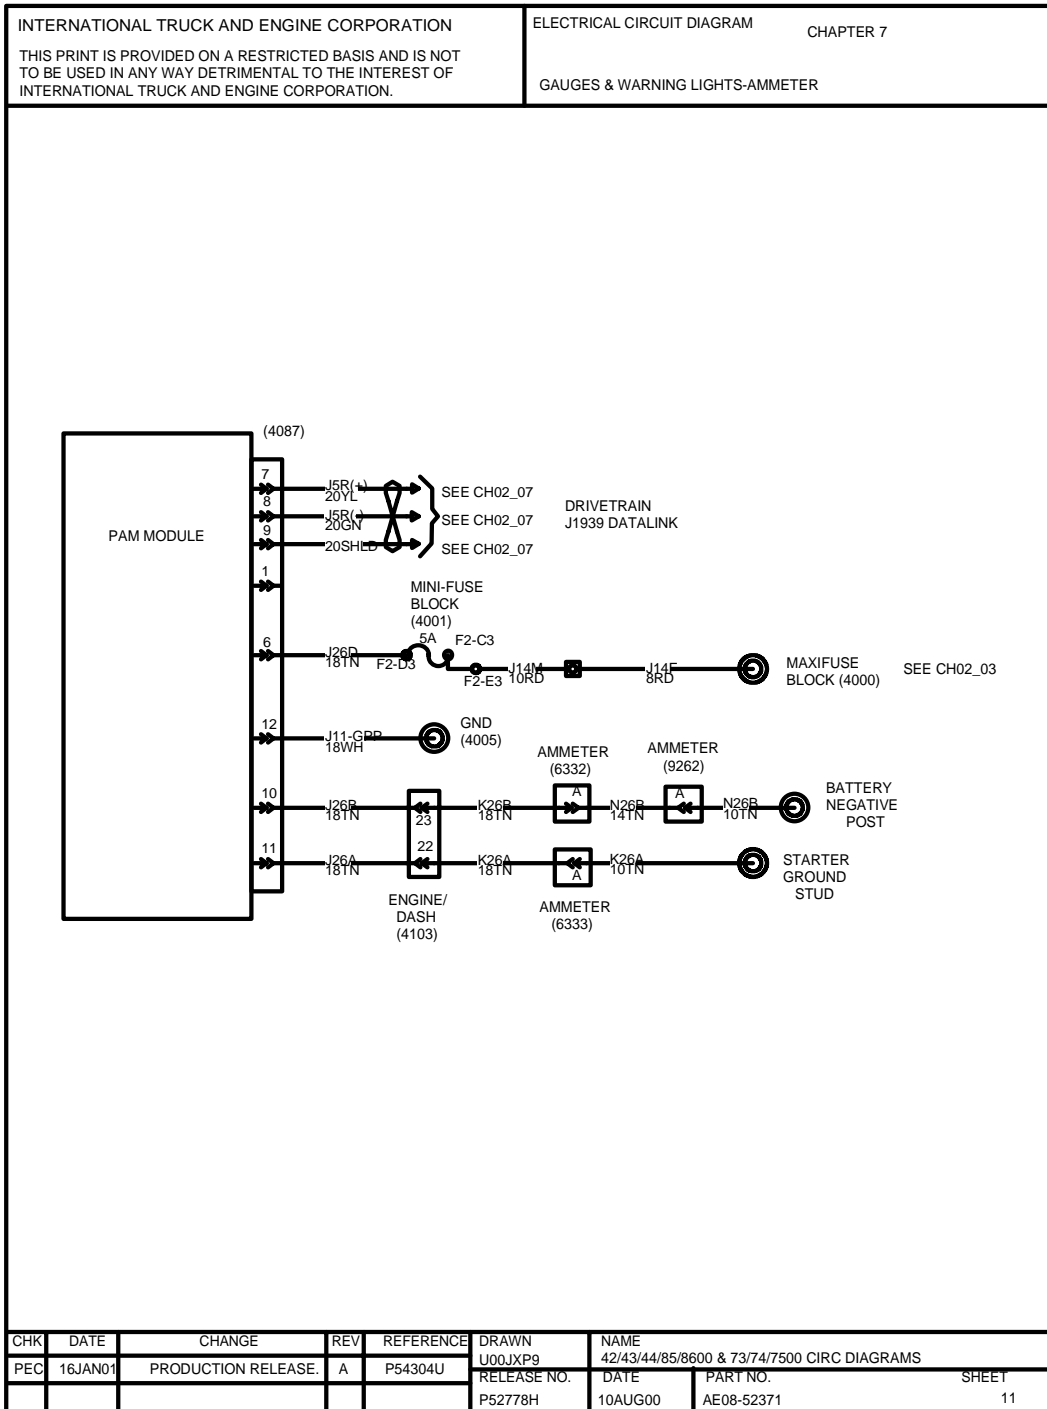 INTERNATIONAL TRUCK AND ENGINE CORPORATION
THIS PRINT IS PROVIDED ON A RESTRICTED BASIS AND IS NOT
TO BE USED IN ANY WAY DETRIMENTAL TO THE INTEREST OF
INTERNATIONAL TRUCK AND ENGINE CORPORATION.
ELECTRICAL CIRCUIT DIAGRAM
CHAPTER 7
GAUGES & WARNING LIGHTS-AMMETER
(4087)
PAM MODULE
7
J5R(+)
20YL
SEE CH02_07
8
J5R(-)
20GN
SEE CH02_07
9
20SHLD
SEE CH02_07
DRIVETRAIN
J1939 DATALINK
1
MINI-FUSE
BLOCK
(4001)
5A
F2-C3
6
J26D
18TN
F2-D3
F2-E3
J14M
10RD
J14F
8RD
MAXIFUSE
BLOCK (4000)
SEE CH02_03
12
J11-GPP
18WH
GND
(4005)
AMMETER
(6332)
AMMETER
(9262)
10
J26B
18TN
23
K26B
18TN
A
N26B
14TN
A
N26B
10TN
BATTERY
NEGATIVE
POST
11
J26A
18TN
22
K26A
18TN
A
K26A
10TN
STARTER
GROUND
STUD
ENGINE/
DASH
(4103)
AMMETER
(6333)
CHK DATE CHANGE REV REFERENCE
PEC 16JAN01 PRODUCTION RELEASE. A P54304U
DRAWN
U00JXP9
NAME
42/43/44/85/8600 & 73/74/7500 CIRC DIAGRAMS
RELEASE NO.
P52778H
DATE
10AUG00
PART NO.
AE08-52371
SHEET
11